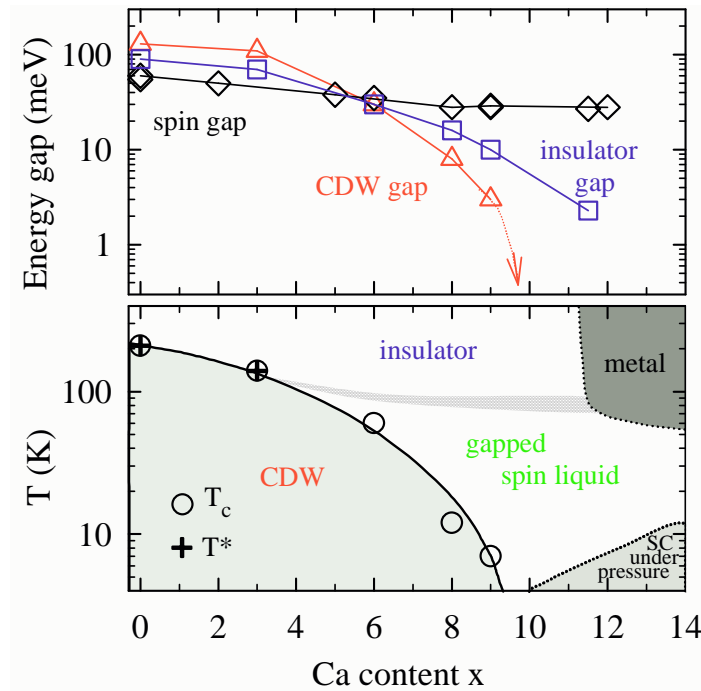 Energy gap (meV)
100
10
1
spin gap
CDW gap
insulator
gap
T (K)
100
10
insulator
metal
gapped
spin liquid
CDW
T_c
T*
SC
under
pressure
0 2 4 6 8 10 12 14
Ca content x